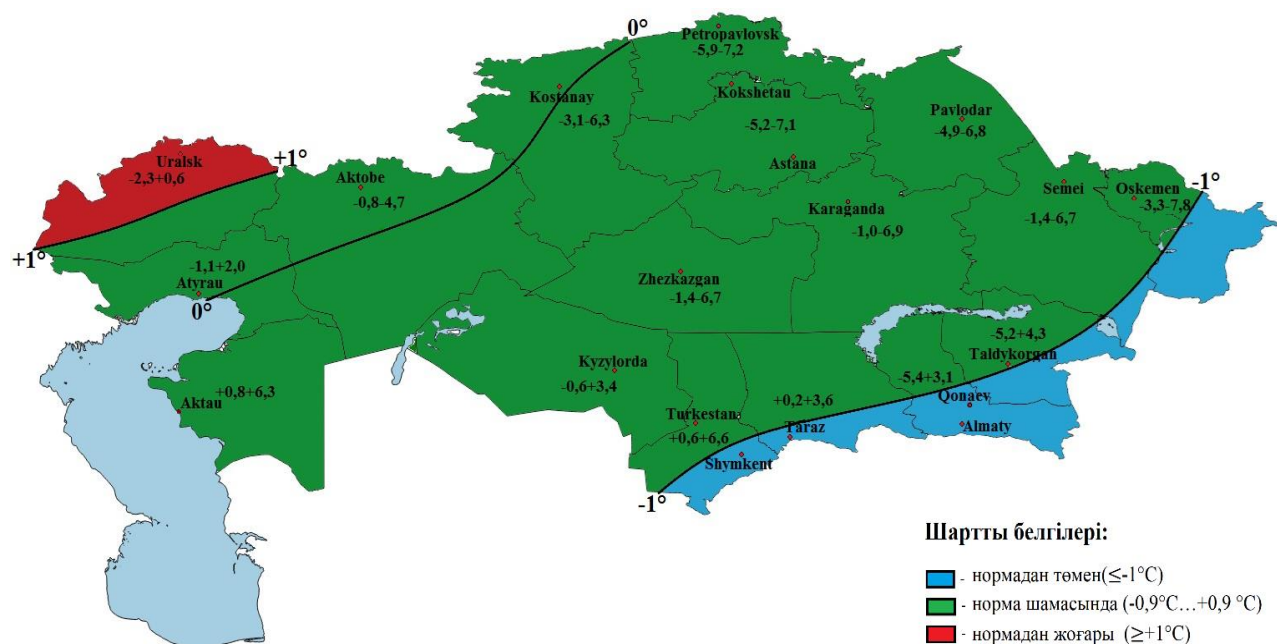 0°
Petropavlovsk
-5,9-7,2
Kostanay
-3,1-6,3
Kokshetau
-5,2-7,1
Pavlodar
-4,9-6,8
Uralsk
-2,3+0,6
+1°
Aktobe
-0,8-4,7
Astana
Semei
-1,4-6,7
Oskemen
-3,3-7,8
-1°
Karaganda
-1,0-6,9
+1°
-1,1+2,0
Atyrau
0°
Zhezkazgan
-1,4-6,7
-5,2+4,3
Taldykorgan
Kyzylorda
-0,6+3,4
-5,4+3,1
+0,8+6,3
Aktau
+0,2+3,6
Qonaev
Turkestan
+0,6+6,6
Taraz
Almaty
Shymkent
-1°
Шартты белгілері:
- нормадан төмен(≤-1°C)
- норма шамасында (-0,9°C…+0,9 °C)
- нормадан жоғары (≥+1°C)